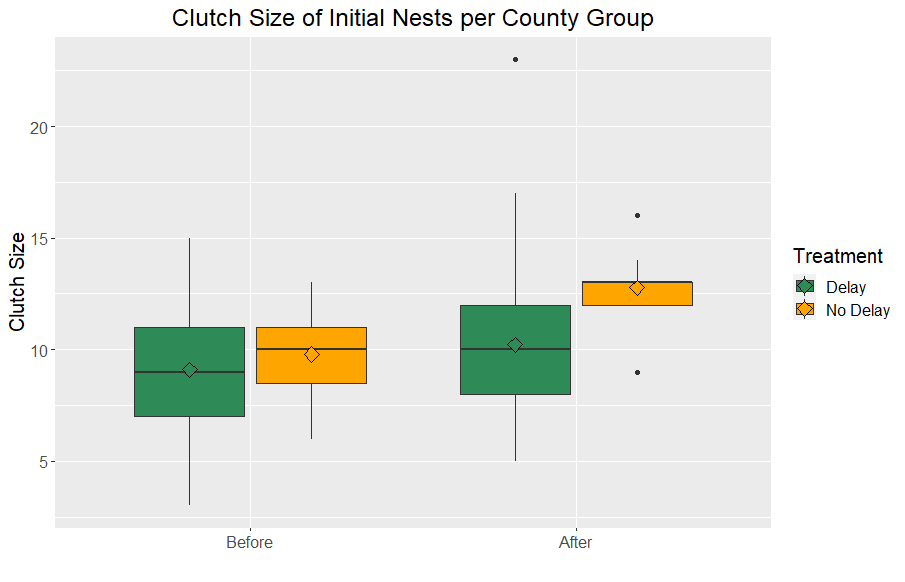 Clutch Size of Initial Nests per County Group
Clutch Size
20
15
10
5
Before
After
Treatment
Delay
No Delay